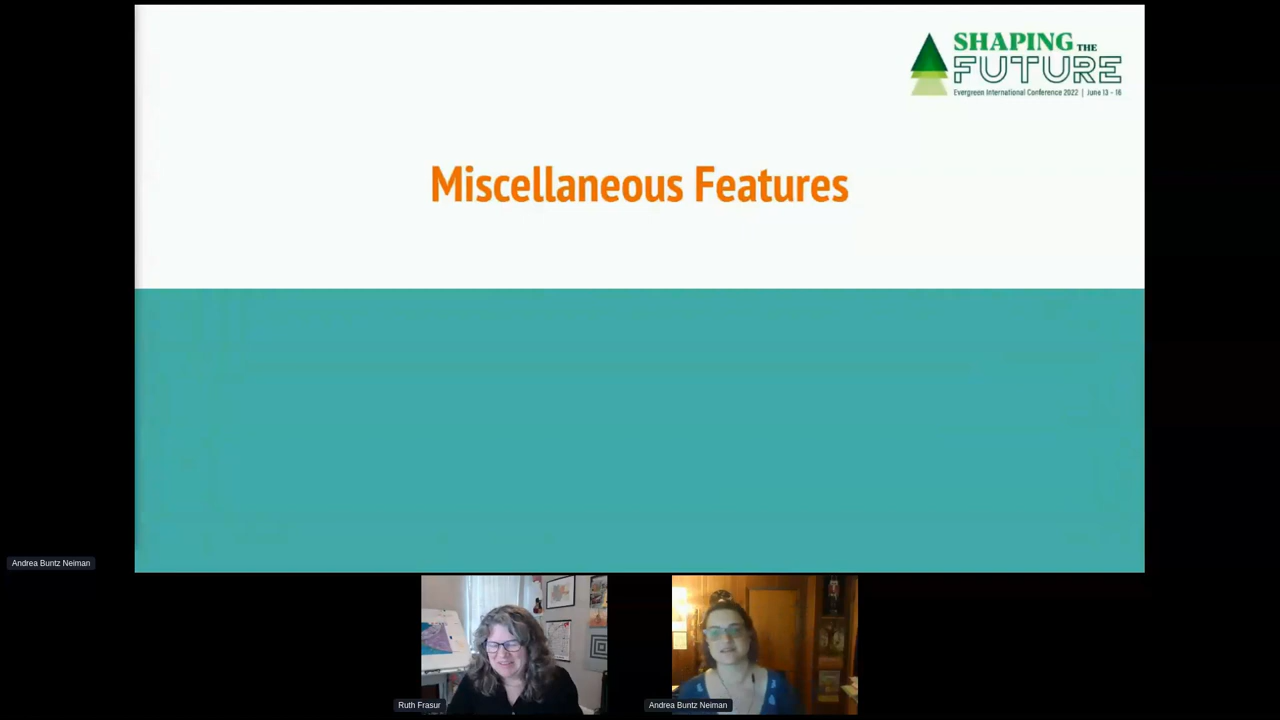 SHAPING THE
FUTURE
Evergreen International Conference 2022 | June 13 - 16
Miscellaneous Features
Andrea Buntz Neiman
Ruth Frasur
Andrea Buntz Neiman